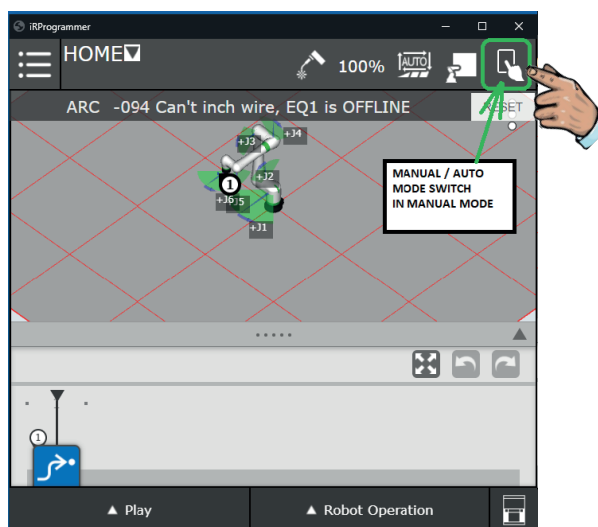 iRProgrammer
HOME
100%
AUTO
ARC -094 Can't inch wire, EQ1 is OFFLINE
RESET
+J3
+J4
+J2
1
+J6
J5
+J1
MANUAL / AUTO
MODE SWITCH
IN MANUAL MODE
1
Play
Robot Operation